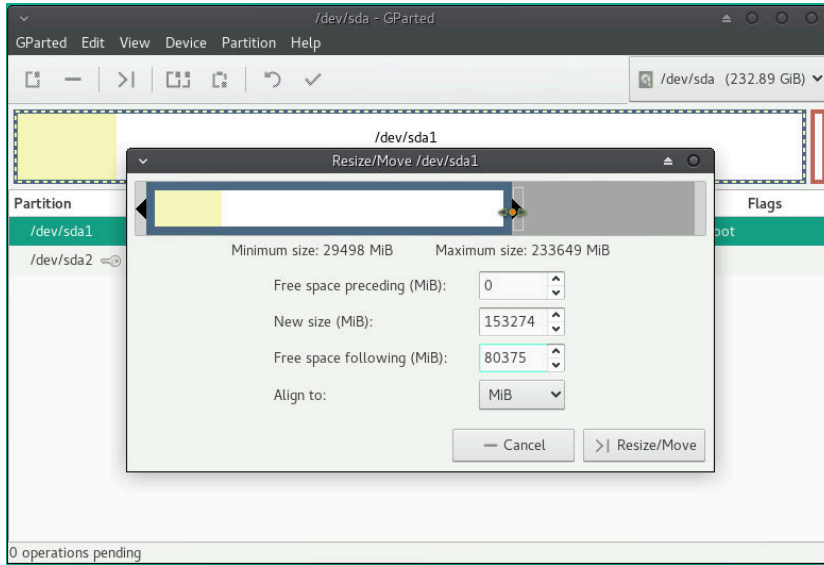 /dev/sda - GParted
GParted Edit View Device Partition Help
/dev/sda (232.89 GiB)
/dev/sda1
Resize/Move /dev/sda1
Partition
Flags
/dev/sda1
oot
/dev/sda2
Minimum size: 29498 MiB Maximum size: 233649 MiB
Free space preceding (MiB): 0
New size (MiB): 153274
Free space following (MiB): 80375
Align to: MiB
Cancel Resize/Move
0 operations pending